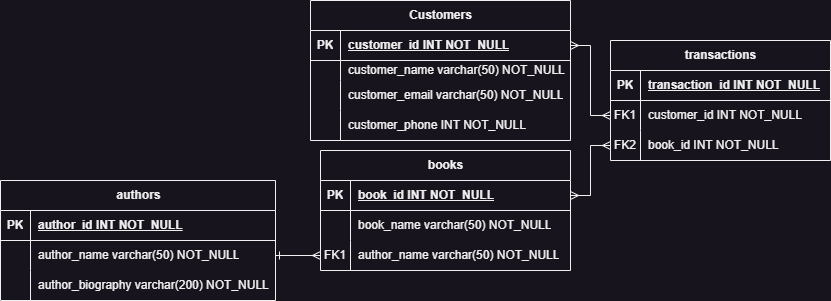 Customers
PK customer_id INT NOT_NULL
customer_name varchar(50) NOT_NULL
customer_email varchar(50) NOT_NULL
customer_phone INT NOT_NULL
transactions
PK transaction_id INT NOT_NULL
FK1 customer_id INT NOT_NULL
FK2 book_id INT NOT_NULL
books
PK book_id INT NOT_NULL
book_name varchar(50) NOT_NULL
FK1 author_name varchar(50) NOT_NULL
authors
PK author_id INT NOT_NULL
author_name varchar(50) NOT_NULL
author_biography varchar(200) NOT_NULL